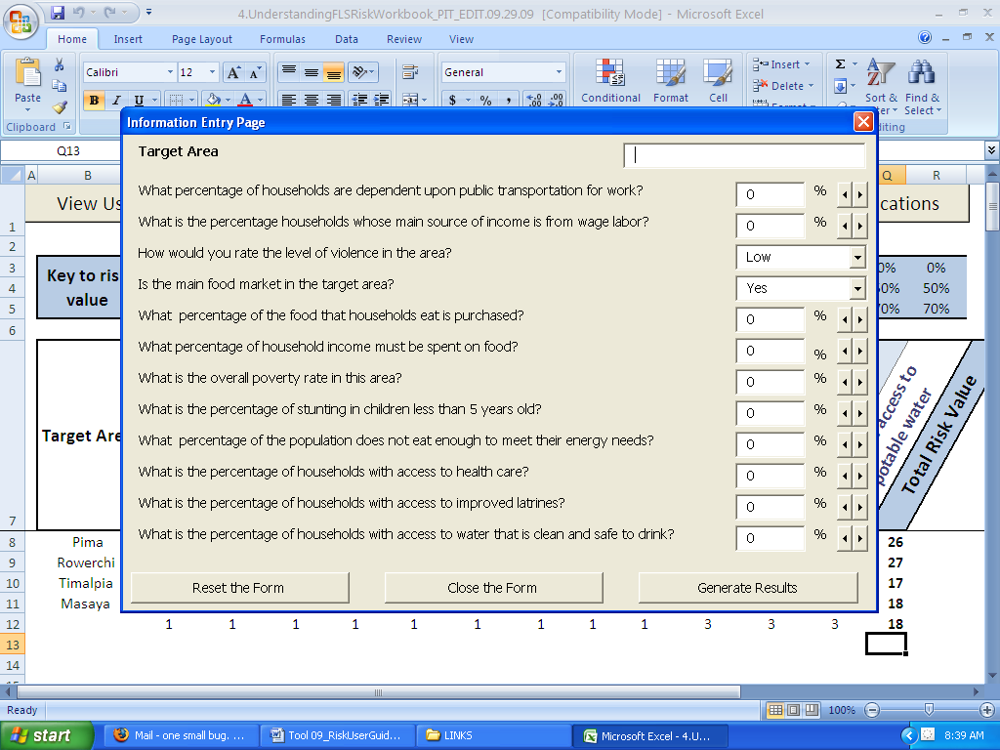 4.UnderstandingFLSRiskWorkbook_PIT_EDIT.09.29.09 [Compatibility Mode] - Microsoft Excel
Home Insert Page Layout Formulas Data Review View
Paste
Calibri 12 General
Insert
Delete
Format
B I U $ % ,
Conditional Format Cell Sort & Find &
Select
Clipboard
Q13
Information Entry Page
A B Q R
Target Area
What percentage of households are dependent upon public transportation for work? 0 %
What is the percentage households whose main source of income is from wage labor? 0 %
How would you rate the level of violence in the area? Low
Is the main food market in the target area? Yes
What percentage of the food that households eat is purchased? 0 %
What percentage of household income must be spent on food? 0 %
What is the overall poverty rate in this area? 0 %
What is the percentage of stunting in children less than 5 years old? 0 %
What percentage of the population does not eat enough to meet their energy needs? 0 %
What is the percentage of households with access to health care? 0 %
What is the percentage of households with access to improved latrines? 0 %
What is the percentage of households with access to water that is clean and safe to drink? 0 %
Reset the Form Close the Form Generate Results
1 View Us cations
2
3 Key to ris 0% 0%
4 value 50% 50%
5 70% 70%
6
7 Target Are access to potable water Total Risk Value
8 Pima 26
9 Rowerchi 27
10 Timalpia 17
11 Masaya 18
12 1 1 1 1 1 1 1 1 1 3 3 3 18
13
14
Ready 100%
start Mail - one small bug. ... Tool 09_RiskUserGuid... LINKS Microsoft Excel - 4.U... 8:39 AM